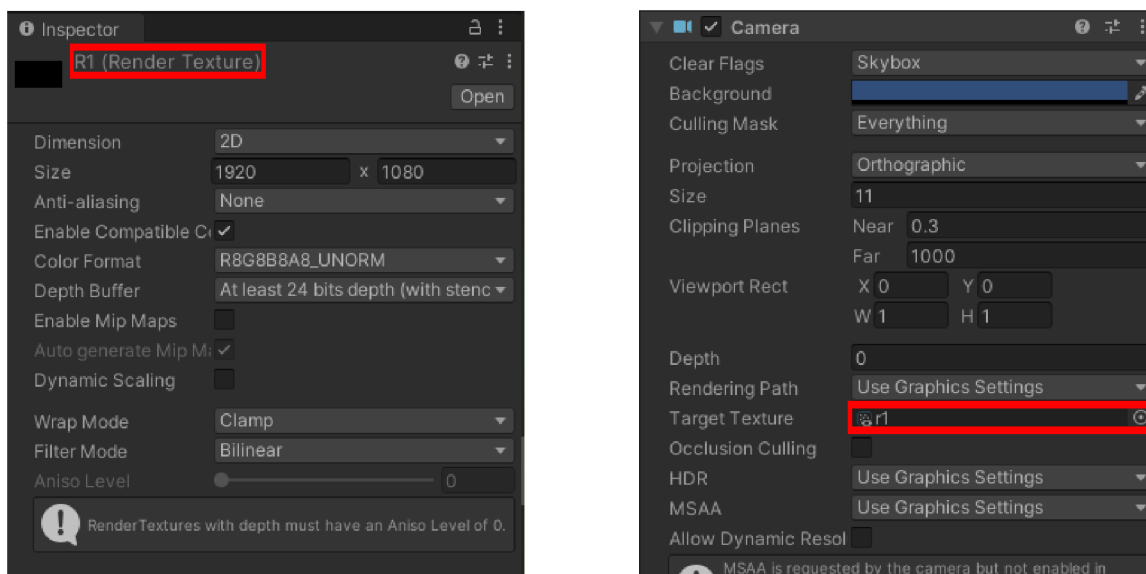 Inspector
R1 (Render Texture)
Open
Dimension 2D
Size 1920 x 1080
Anti-aliasing None
Enable Compatible C
Color Format R8G8B8A8_UNORM
Depth Buffer At least 24 bits depth (with stenc
Enable Mip Maps
Auto generate Mip M
Dynamic Scaling
Wrap Mode Clamp
Filter Mode Bilinear
Aniso Level 0
RenderTextures with depth must have an Aniso Level of 0.
Camera
Clear Flags Skybox
Background
Culling Mask Everything
Projection Orthographic
Size 11
Clipping Planes Near 0.3
Far 1000
Viewport Rect X 0 Y 0
W 1 H 1
Depth 0
Rendering Path Use Graphics Settings
Target Texture r1
Occlusion Culling
HDR Use Graphics Settings
MSAA Use Graphics Settings
Allow Dynamic Resol
MSAA is requested by the camera but not enabled in